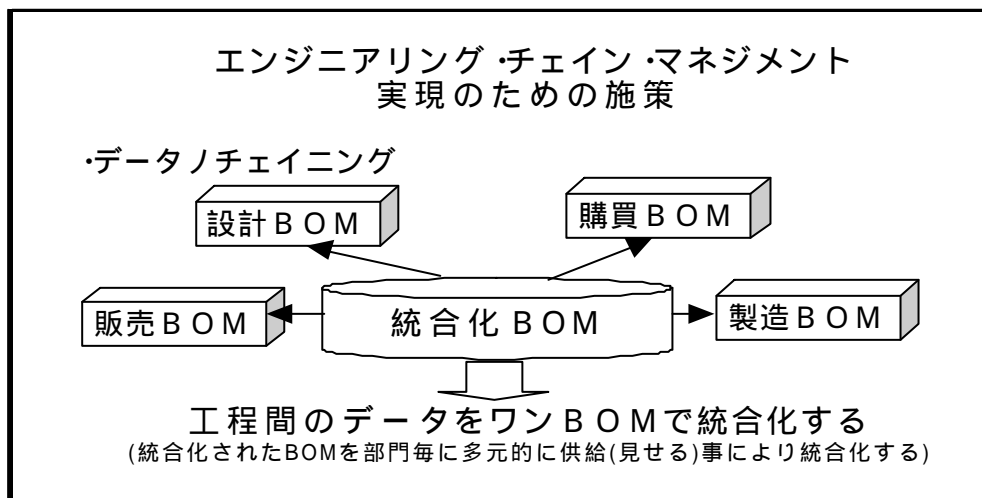 エンジニアリング・チェイン・マネジメント
実現のための施策
・データノチェイニング
設計BOM
購買BOM
販売BOM
統合化BOM
製造BOM
工程間のデータをワンBOMで統合化する
(統合化されたBOMを部門毎に多元的に供給(見せる)事により統合化する)